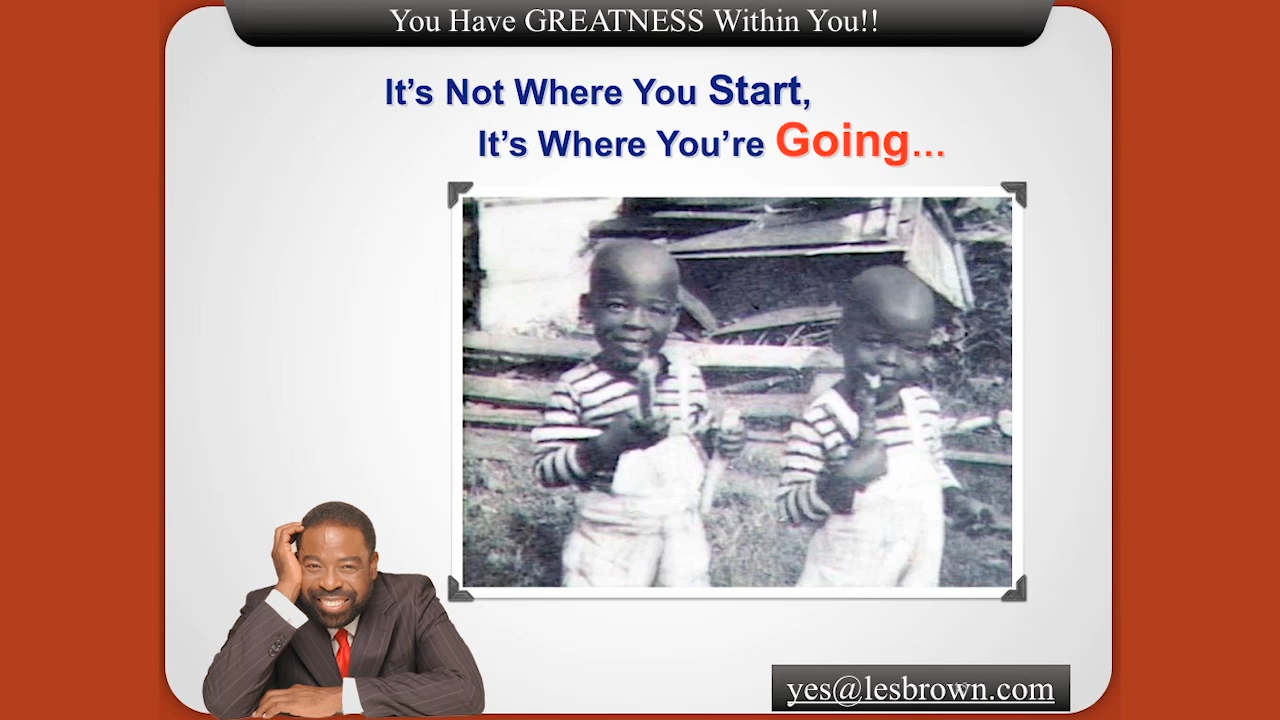 You Have GREATNESS Within You!!
It’s Not Where You Start,
It’s Where You’re Going...
yes@lesbrown.com